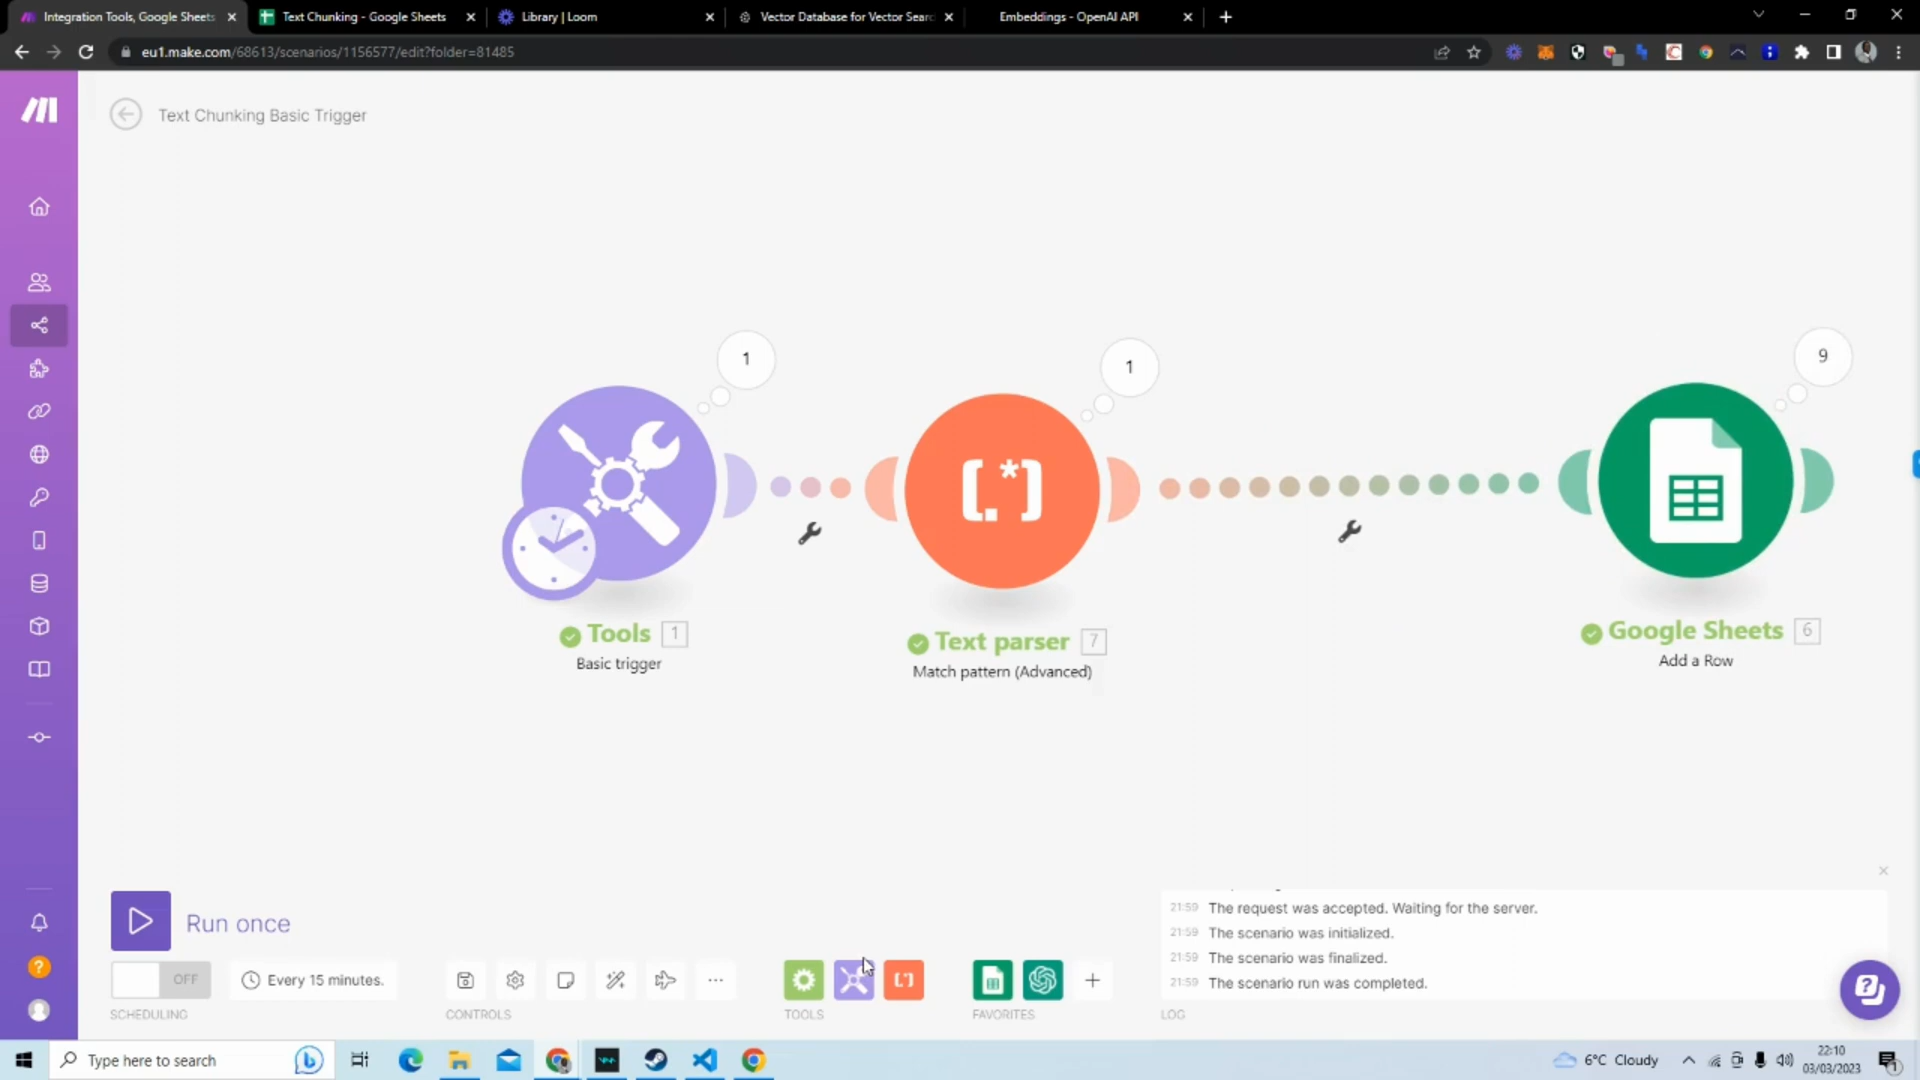 Integration Tools, Google Sheets
Text Chunking - Google Sheets
Library | Loom
Vector Database for Vector Searc
Embeddings - OpenAI API
eu1.make.com/68613/scenarios/1156577/edit?folder=81485
Text Chunking Basic Trigger
1
1
9
Tools 1
Basic trigger
[.*]
Text parser 7
Match pattern (Advanced)
Google Sheets 6
Add a Row
Run once
OFF
Every 15 minutes.
SCHEDULING
CONTROLS
TOOLS
FAVORITES
LOG
21:59 The request was accepted. Waiting for the server.
21:59 The scenario was initialized.
21:59 The scenario was finalized.
21:59 The scenario run was completed.
Type here to search
6°C Cloudy
22:10
03/03/2023